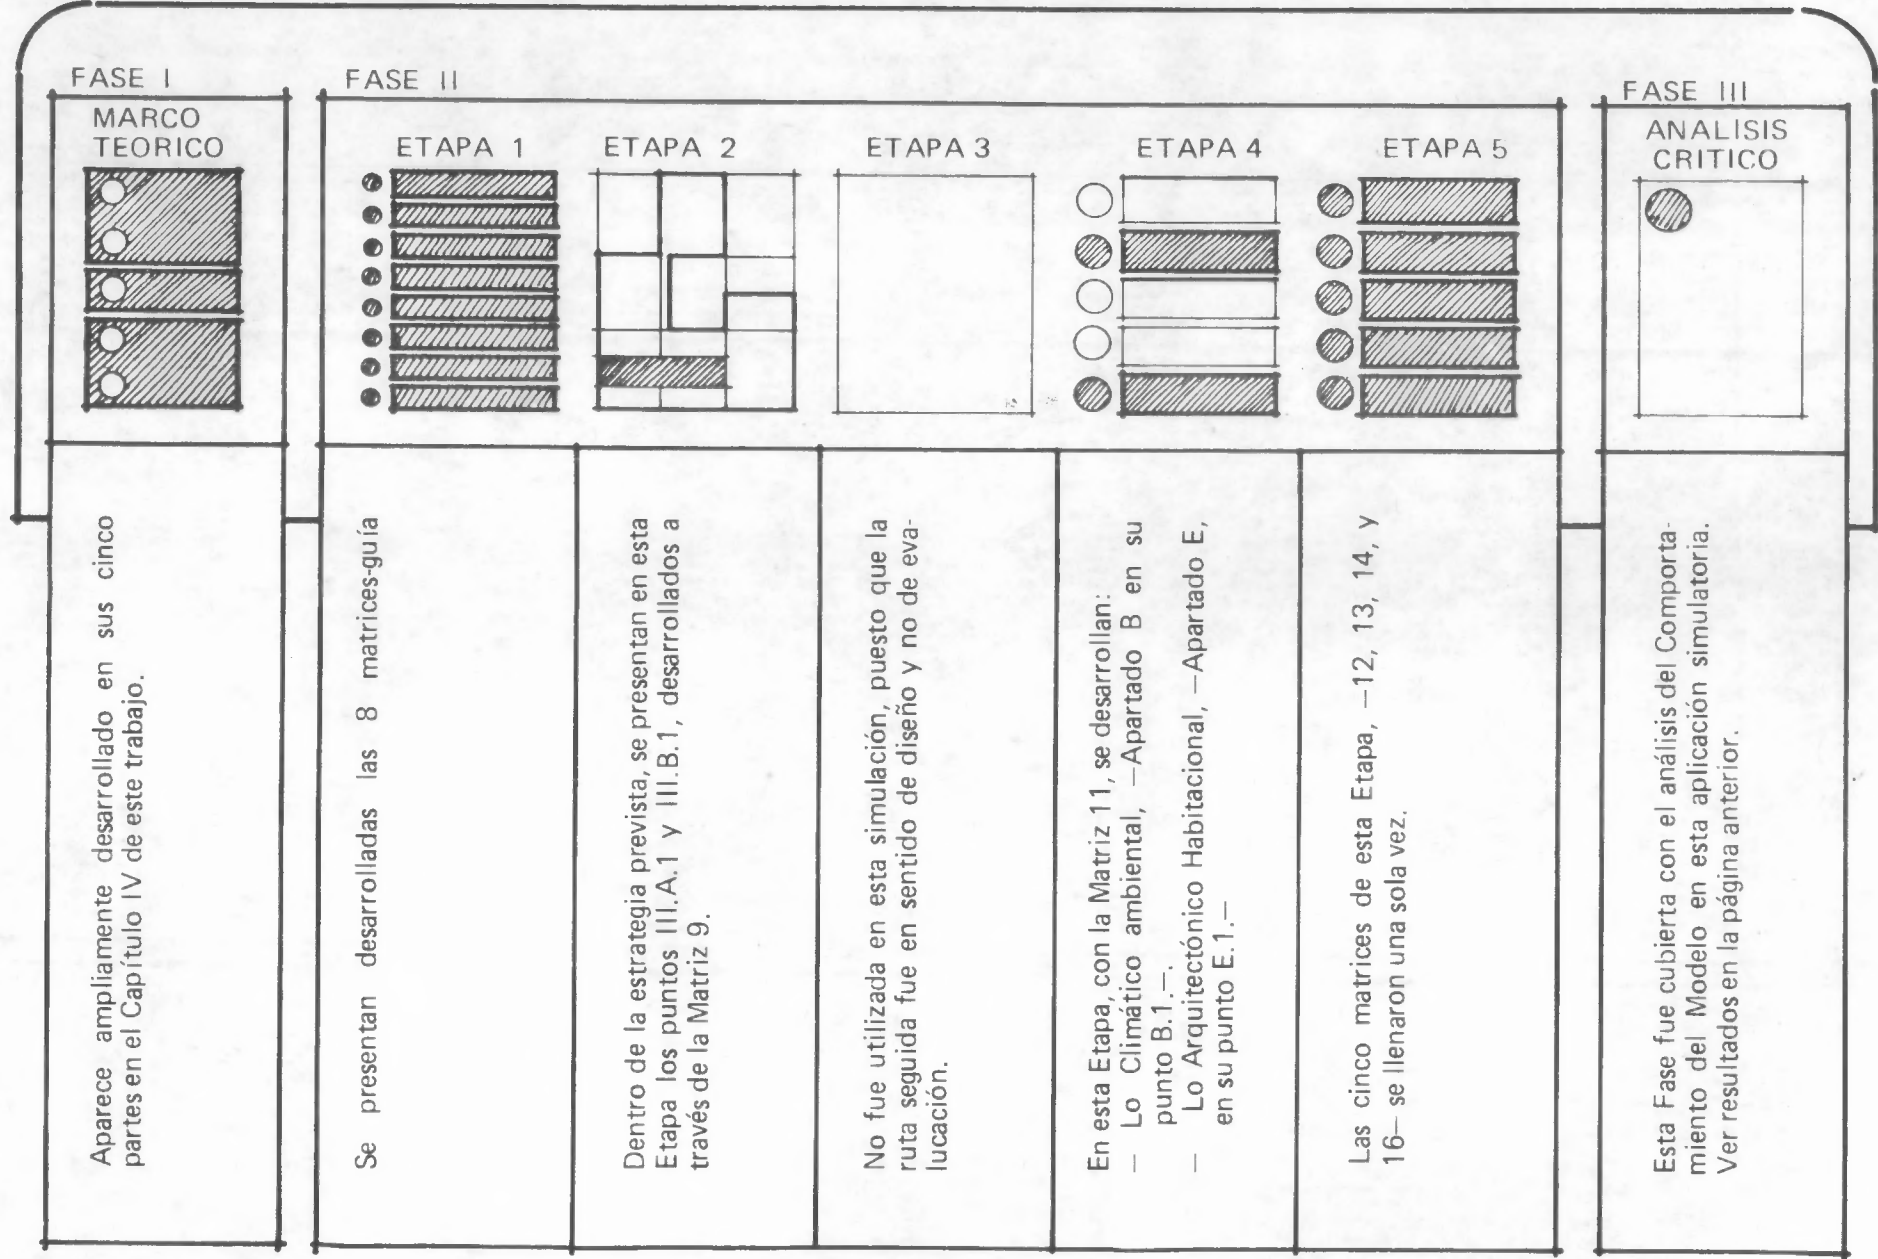 FASE I
MARCO
TEORICO
Aparece ampliamente desarrollado en sus cinco
partes en el Capítulo IV de este trabajo.
FASE II
ETAPA 1
Se presentan desarrolladas las 8 matrices-guía
ETAPA 2
Dentro de la estrategia prevista, se presentan en esta
Etapa los puntos III.A.1 y III.B.1, desarrollados a
través de la Matriz 9.
ETAPA 3
No fue utilizada en esta simulación, puesto que la
ruta seguida fue en sentido de diseño y no de eva-
lucación.
ETAPA 4
En esta Etapa, con la Matriz 11, se desarrollan:
— Lo Climático ambiental, —Apartado B en su
punto B.1.—.
— Lo Arquitectónico Habitacional, —Apartado E,
en su punto E.1.—
ETAPA 5
Las cinco matrices de esta Etapa, —12, 13, 14, y
16— se llenaron una sola vez.
FASE III
ANALISIS
CRITICO
Esta Fase fue cubierta con el análisis del Comporta-
miento del Modelo en esta aplicación simulatoria.
Ver resultados en la página anterior.